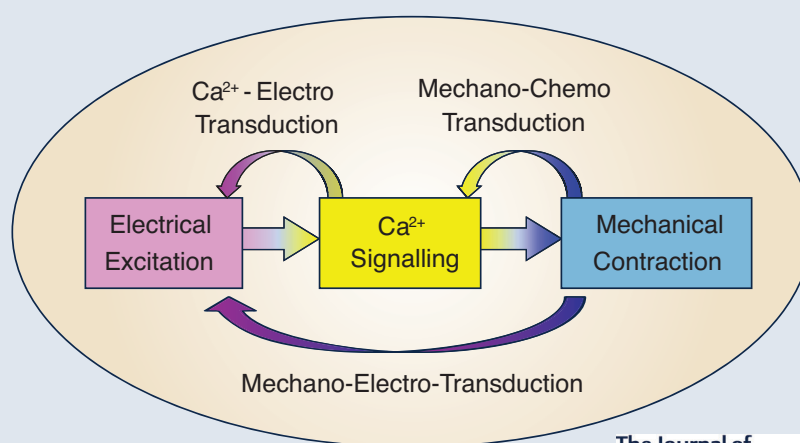 Ca²⁺ - Electro
Transduction
Mechano-Chemo
Transduction
Electrical
Excitation
Ca²⁺
Signalling
Mechanical
Contraction
Mechano-Electro-Transduction
The Journal of